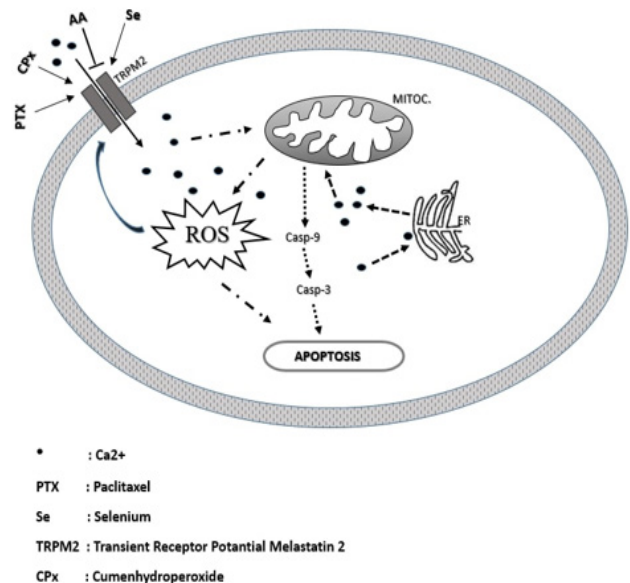 AA
Se
CPx
TRPM2
PTX
MITOC.
ROS
ER
Casp-9
Casp-3
APOPTOSIS
: Ca2+
PTX : Paclitaxel
Se : Selenium
TRPM2 : Transient Receptor Potantial Melastatin 2
CPx : Cumenhydroperoxide